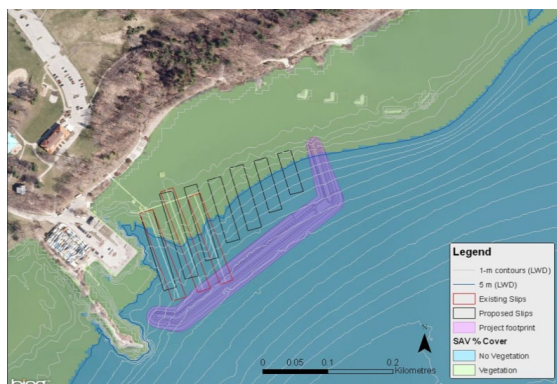 Legend
1-m contours (LWD)
5 m (LWD)
Existing Slips
Proposed Slips
Project footprint
SAV % Cover
No Vegetation
Vegetation
0 0.05 0.1 0.2
Kilometres
bing